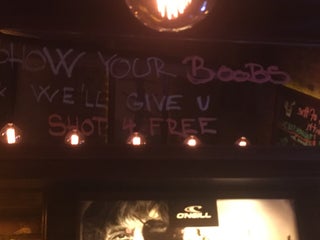 SHOW YOUR BOOBS
& WE'LL GIVE U
SHOT 4 FREE
O'NEILL